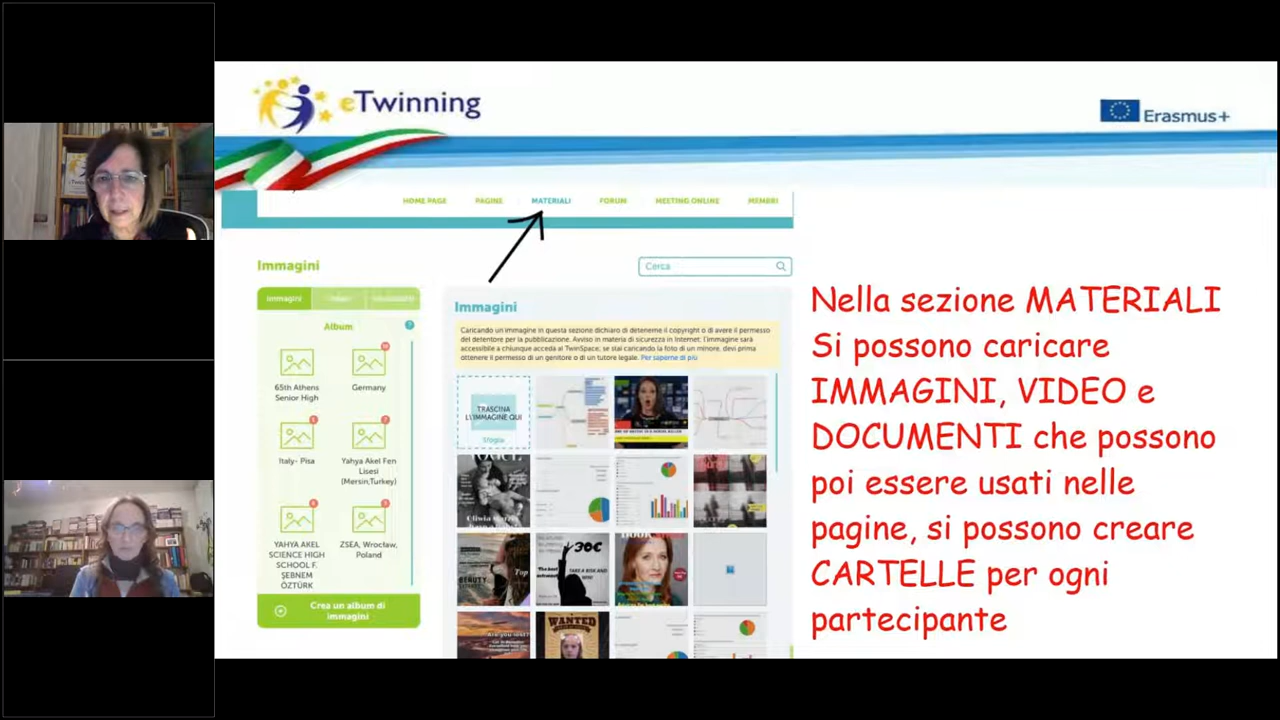 eTwinning
Erasmus+
HOME PAGE PAGINE MATERIALI FORUM MEETING ONLINE MEMBRI
Immagini
Cerca
Immagini
Album
65th Athens
Senior High
Germany
Italy- Pisa
Yahya Akel Fen
Lisesi
(Mersin,Turkey)
YAHYA AKEL
SCIENCE HIGH
SCHOOL F.
ŞEBNEM
ÖZTÜRK
ZSEA, Wrocław,
Poland
Crea un album di
immagini
Immagini
Caricando un immagine in questa sezione dichiaro di detenerne il copyright o di avere il permesso
del detentore per la pubblicazione. Avviso in materia di sicurezza in Internet: l'immagine sarà
accessibile a chiunque acceda al TwinSpace; se stai caricando la foto di un minore, devi prima
ottenere il permesso di un genitore o di un tutore legale. Per saperne di più
TRASCINA
L'IMMAGINE QUI
Sfoglia
30€
WANTED
Nella sezione MATERIALI
Si possono caricare
IMMAGINI, VIDEO e
DOCUMENTI che possono
poi essere usati nelle
pagine, si possono creare
CARTELLE per ogni
partecipante